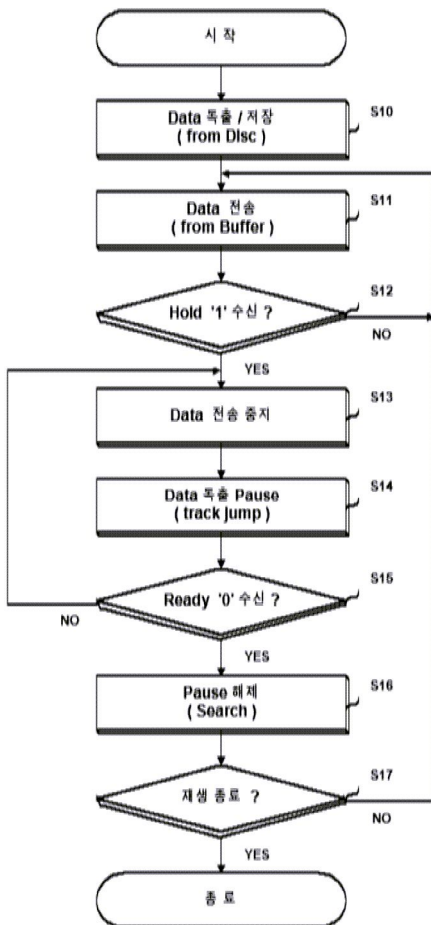 시 작
Data 독출 / 저장
( from Disc )
S10
Data 전송
( from Buffer )
S11
Hold '1' 수신 ?
S12
NO
YES
Data 전송 중지
S13
Data 독출 Pause
( track jump )
S14
Ready '0' 수신 ?
S15
NO
YES
Pause 해제
( Search )
S16
재생 종료 ?
S17
NO
YES
종 료